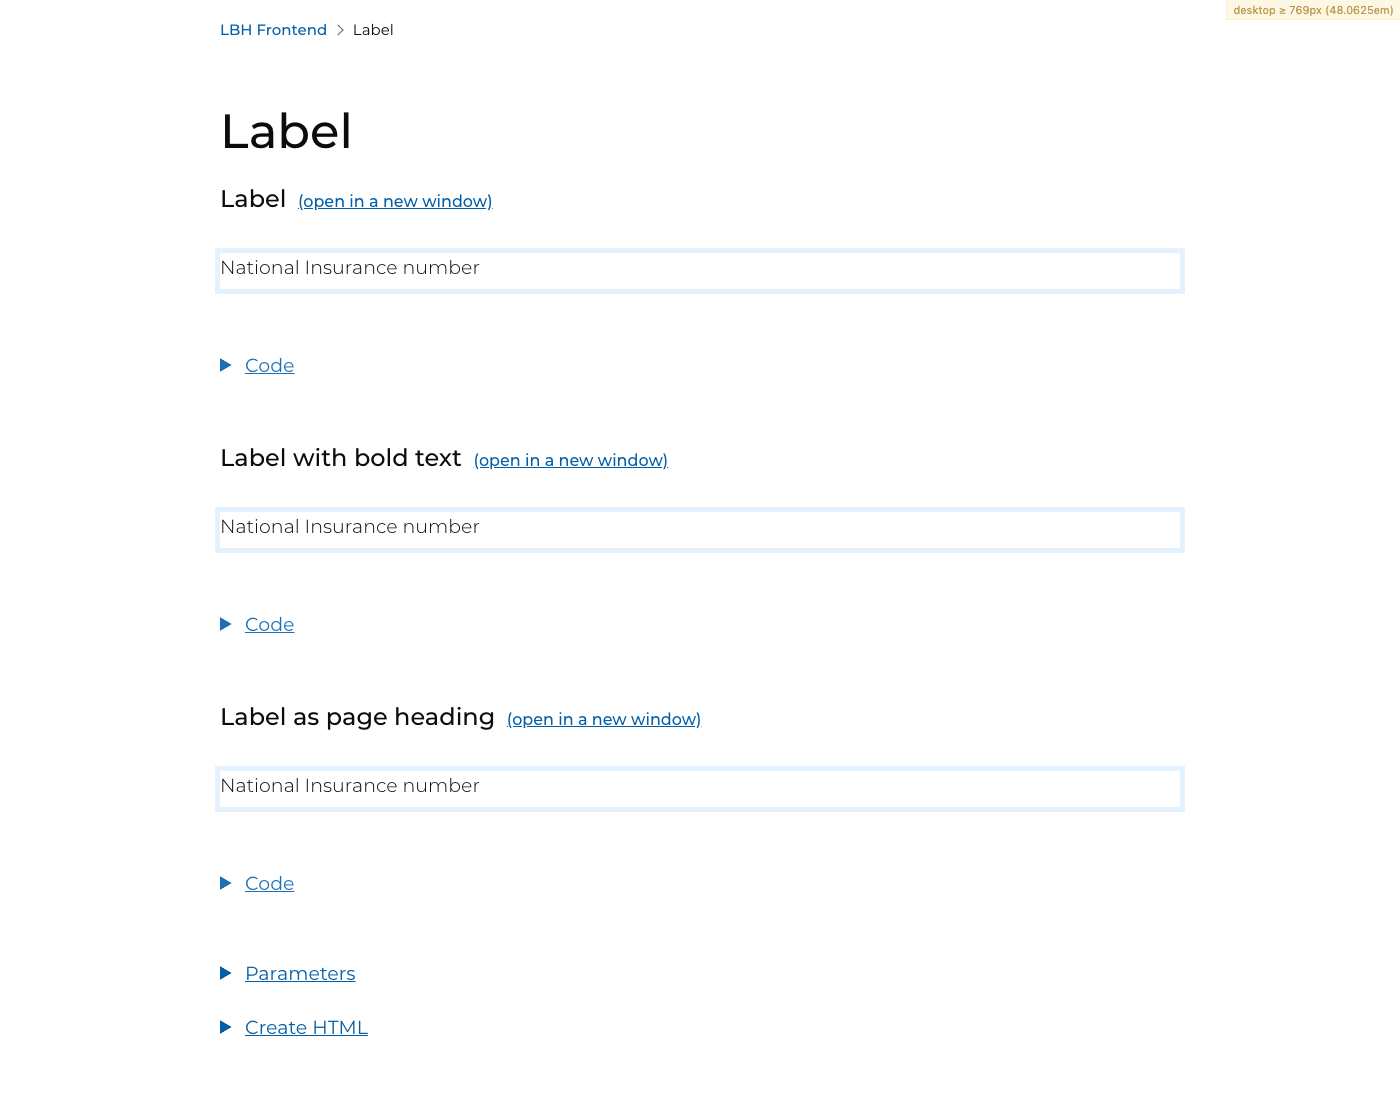 desktop ≥ 769px (48.0625em)
LBH Frontend > Label
Label
Label (open in a new window)
National Insurance number
Code
Label with bold text (open in a new window)
National Insurance number
Code
Label as page heading (open in a new window)
National Insurance number
Code
Parameters
Create HTML